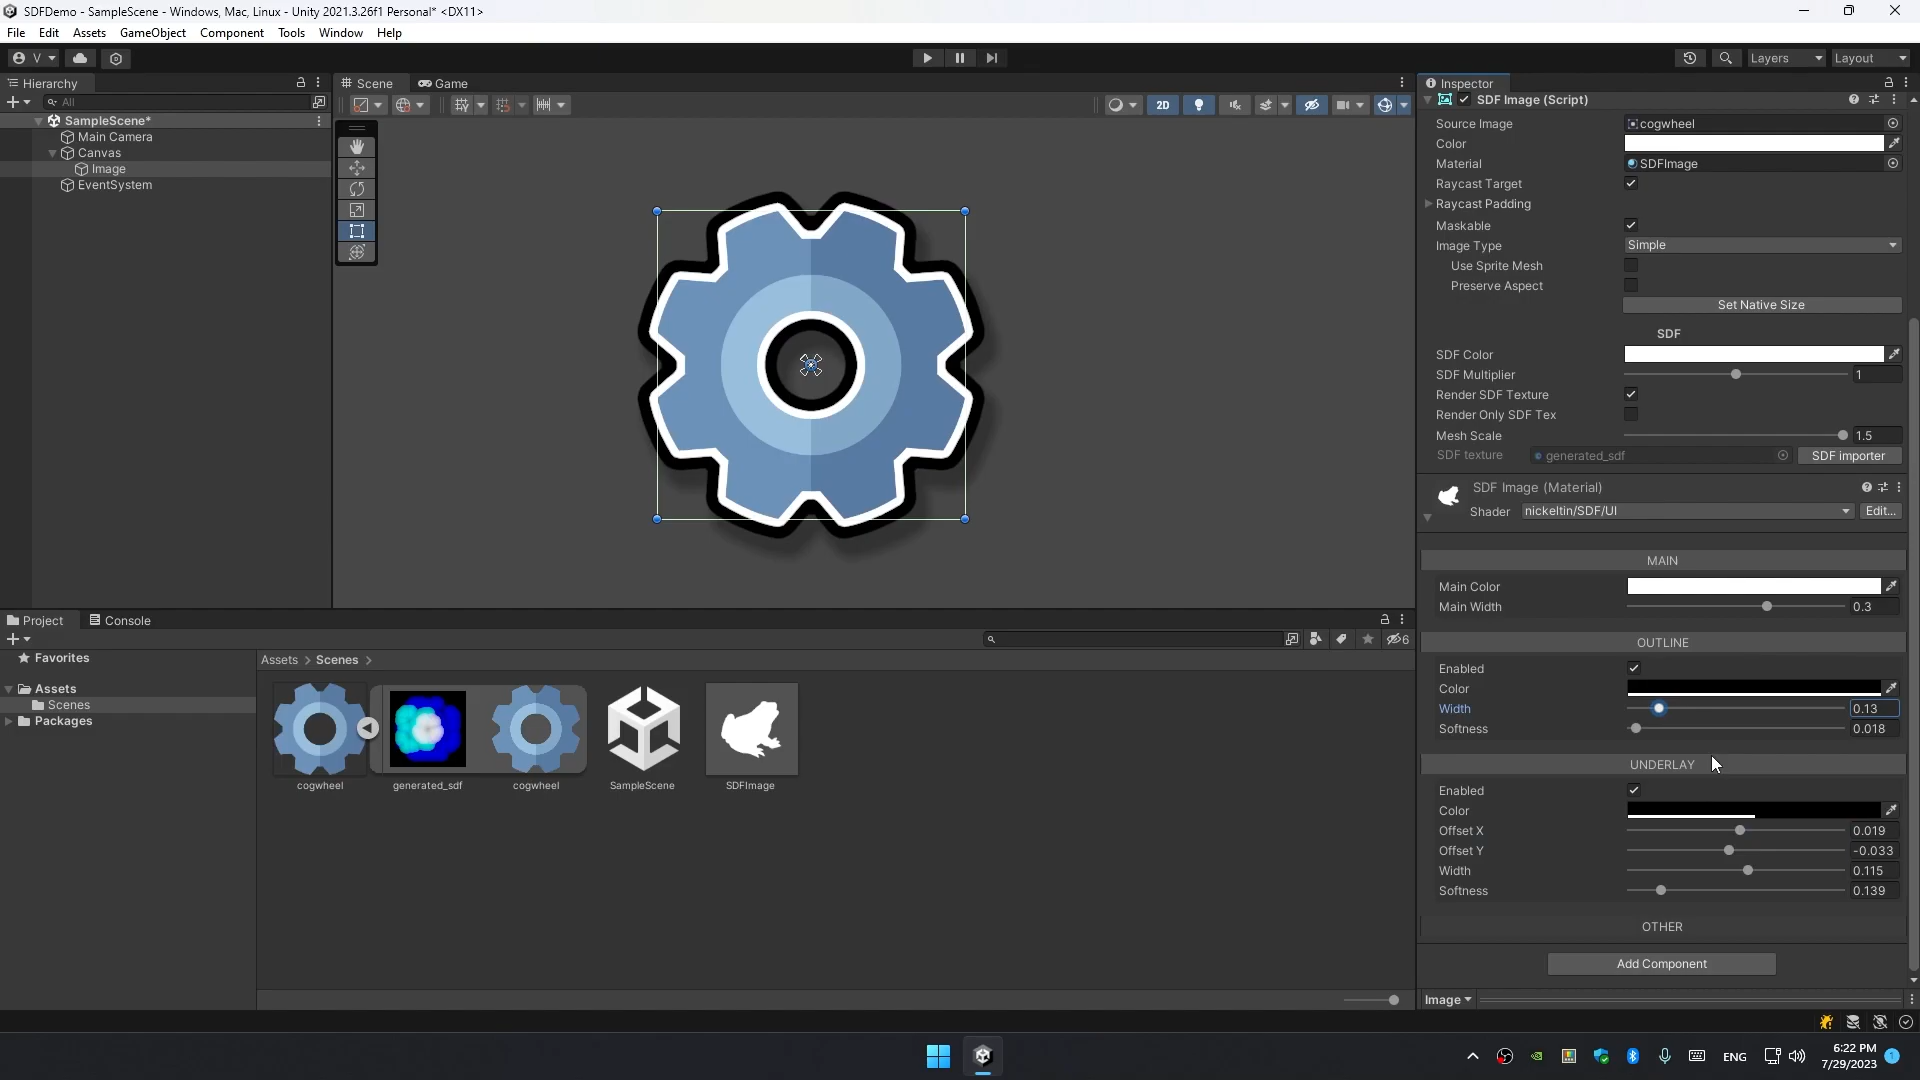 SDFDemo - SampleScene - Windows, Mac, Linux - Unity 2021.3.26f1 Personal* <DX11>
File Edit Assets GameObject Component Tools Window Help
V Layers Layout
Hierarchy
All
SampleScene*
Main Camera
Canvas
Image
EventSystem
Scene Game
2D
Inspector
SDF Image (Script)
Source Image cogwheel
Color
Material SDFImage
Raycast Target
Raycast Padding
Maskable
Image Type Simple
Use Sprite Mesh
Preserve Aspect
Set Native Size
SDF
SDF Color
SDF Multiplier 1
Render SDF Texture
Render Only SDF Tex
Mesh Scale 1.5
SDF texture generated_sdf SDF importer
SDF Image (Material)
Shader nickeltin/SDF/UI Edit...
MAIN
Main Color
Main Width 0.3
OUTLINE
Enabled
Color
Width 0.13
Softness 0.018
UNDERLAY
Enabled
Color
Offset X 0.019
Offset Y -0.033
Width 0.115
Softness 0.139
OTHER
Add Component
Image
Project Console
6
Favorites
Assets
Scenes
Packages
Assets > Scenes >
cogwheel generated_sdf cogwheel SampleScene SDFImage
ENG 6:22 PM
7/29/2023 1